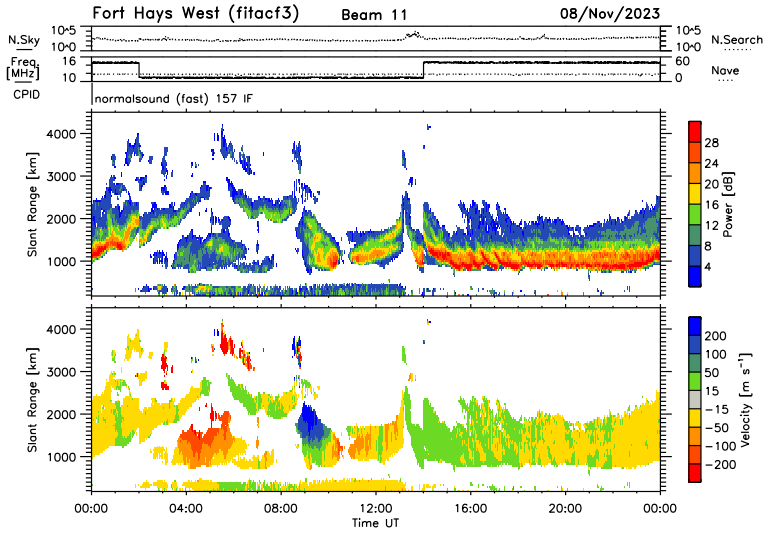 Fort Hays West (fitacf3) Beam 11 08/Nov/2023
N.Sky 10^5 10^0 10^5 10^0 N.Search
Freq. [MHz] 16 10 60 0 Nave
CPID normalsound (fast) 157 IF
Slant Range [km]
4000
3000
2000
1000
Power [dB]
28
24
20
16
12
8
4
Slant Range [km]
4000
3000
2000
1000
Velocity [m s⁻¹]
200
100
50
15
-15
-50
-100
-200
00:00 04:00 08:00 12:00 16:00 20:00 00:00
Time UT